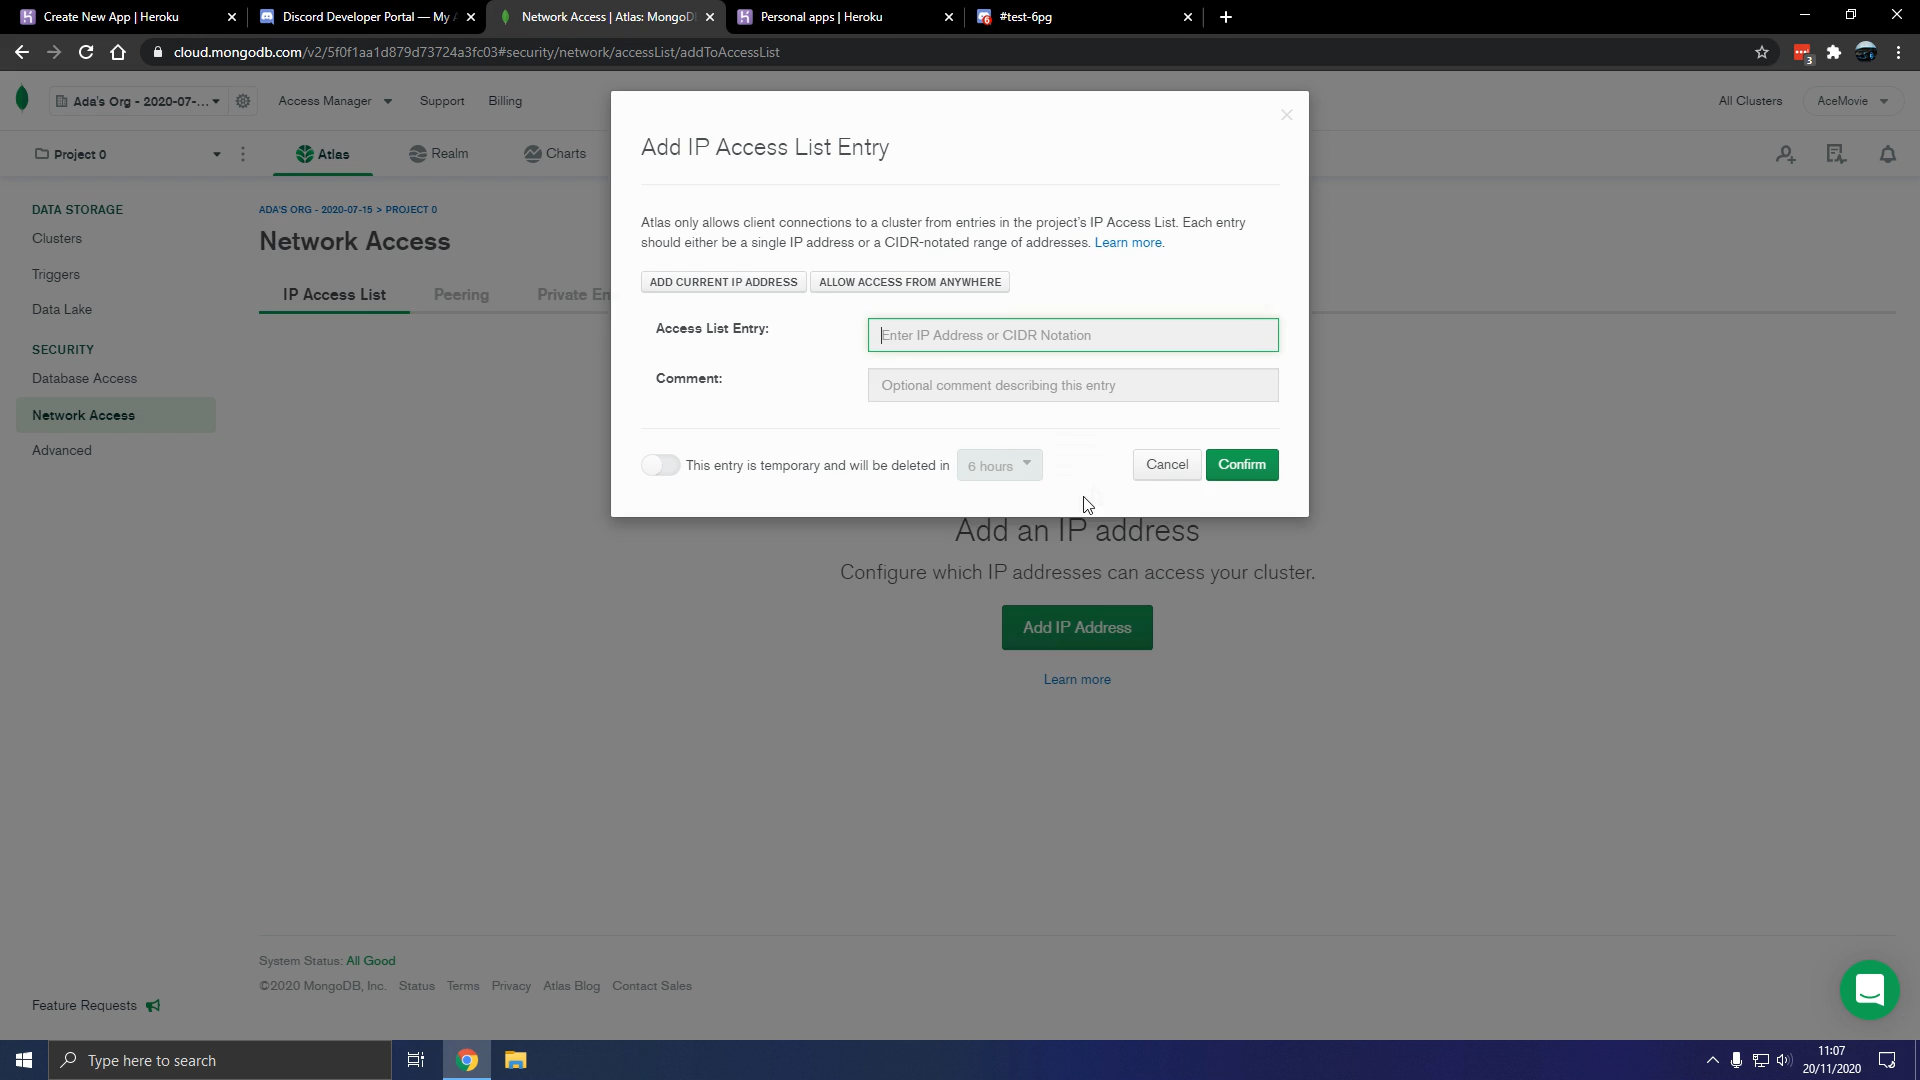 Create New App | Heroku
Discord Developer Portal — My A
Network Access | Atlas: MongoD
Personal apps | Heroku
#test-6pg
cloud.mongodb.com/v2/5f0f1aa1d879d73724a3fc03#security/network/accessList/addToAccessList
3
Ada's Org - 2020-07-...
Access Manager
Support
Billing
All Clusters
AceMovie
Project 0
Atlas
Realm
Charts
DATA STORAGE
Clusters
Triggers
Data Lake
SECURITY
Database Access
Network Access
Advanced
Feature Requests
ADA'S ORG - 2020-07-15 > PROJECT 0
Network Access
IP Access List
Peering
Private En
Add IP Access List Entry
Atlas only allows client connections to a cluster from entries in the project's IP Access List. Each entry
should either be a single IP address or a CIDR-notated range of addresses. Learn more.
ADD CURRENT IP ADDRESS
ALLOW ACCESS FROM ANYWHERE
Access List Entry:
Enter IP Address or CIDR Notation
Comment:
Optional comment describing this entry
This entry is temporary and will be deleted in
6 hours
Cancel
Confirm
Add an IP address
Configure which IP addresses can access your cluster.
Add IP Address
Learn more
System Status: All Good
©2020 MongoDB, Inc. Status Terms Privacy Atlas Blog Contact Sales
Type here to search
11:07
20/11/2020